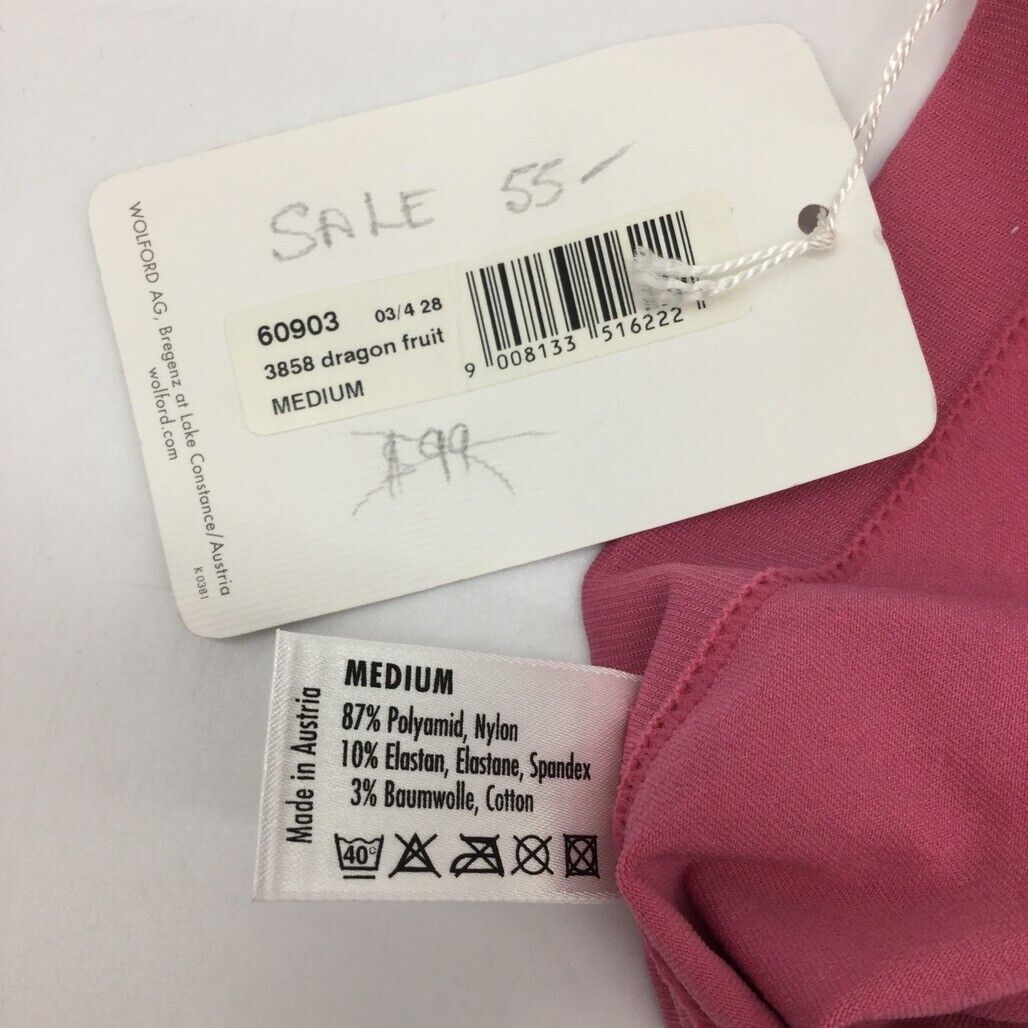 SALE 55-
60903 03/4 28
3858 dragon fruit
MEDIUM
9 008133 516222
$99
WOLFORD AG, Bregenz at Lake Constance/Austria
wolford.com
K 0381
Made in Austria
MEDIUM
87% Polyamid, Nylon
10% Elastan, Elastane, Spandex
3% Baumwolle, Cotton
40°